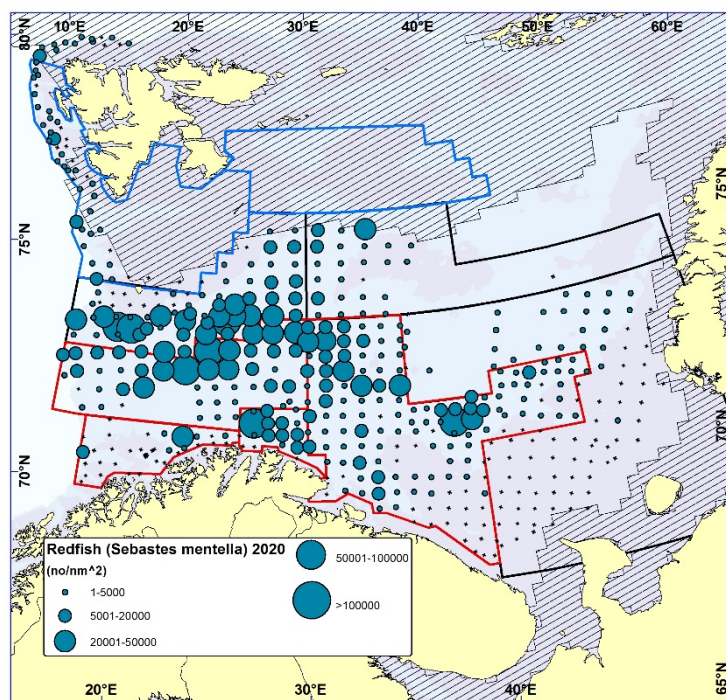 10°E 20°E 30°E 40°E 50°E 60°E
80°N
75°N
75°N
70°N
70°N
Redfish (Sebastes mentella) 2020
(no/nm^2)
1-5000
5001-20000
20001-50000
50001-100000
>100000
20°E 30°E 40°E
65°N